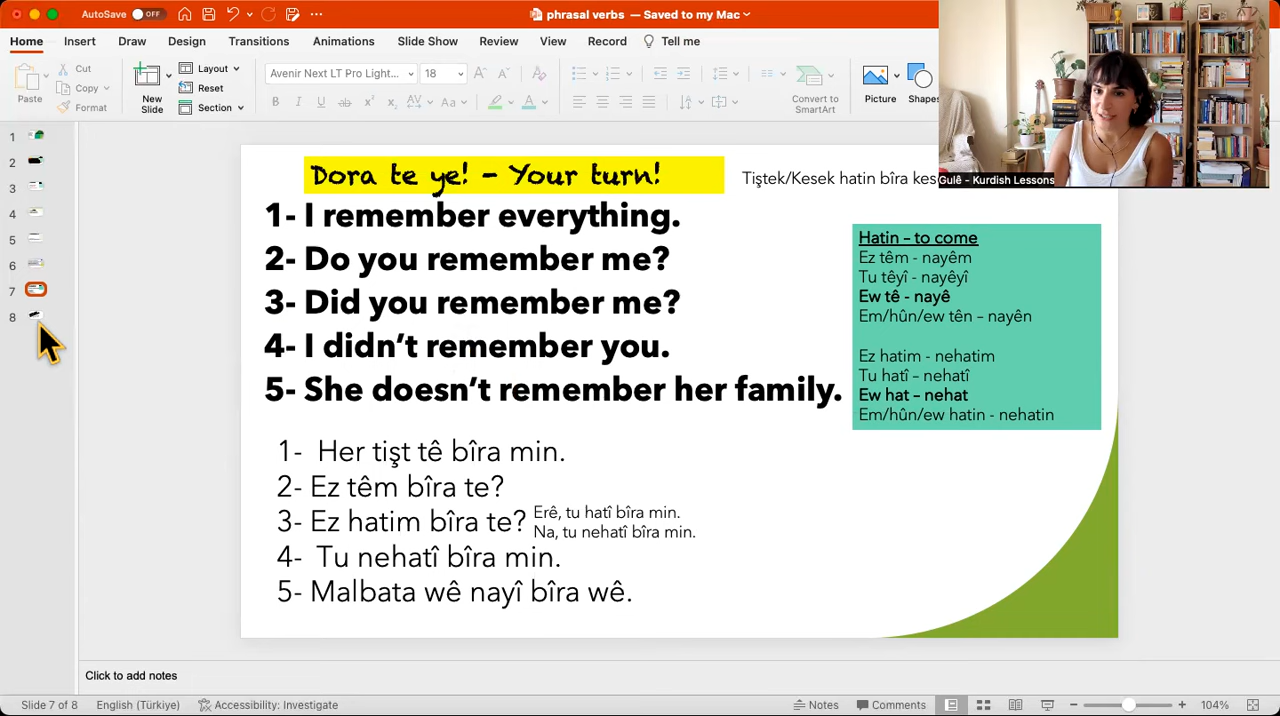 AutoSave OFF
phrasal verbs — Saved to my Mac
Home Insert Draw Design Transitions Animations Slide Show Review View Record Tell me
Paste
Cut
Copy
Format
New Slide
Layout
Reset
Section
Avenir Next LT Pro Light... 18
Convert to SmartArt
Picture
Shapes
Gulê - Kurdish Lessons
1
2
3
4
5
6
7
8
Dora te ye! – Your turn!
Tiştek/Kesek hatin bîra kes
1- I remember everything.
2- Do you remember me?
3- Did you remember me?
4- I didn’t remember you.
5- She doesn’t remember her family.
Hatin – to come
Ez têm - nayêm
Tu têyî - nayêyî
Ew tê - nayê
Em/hûn/ew tên – nayên
Ez hatim - nehatim
Tu hatî – nehatî
Ew hat – nehat
Em/hûn/ew hatin - nehatin
1- Her tişt tê bîra min.
2- Ez têm bîra te?
3- Ez hatim bîra te?
Erê, tu hatî bîra min.
Na, tu nehatî bîra min.
4- Tu nehatî bîra min.
5- Malbata wê nayî bîra wê.
Click to add notes
Slide 7 of 8 English (Türkiye) Accessibility: Investigate Notes Comments 104%